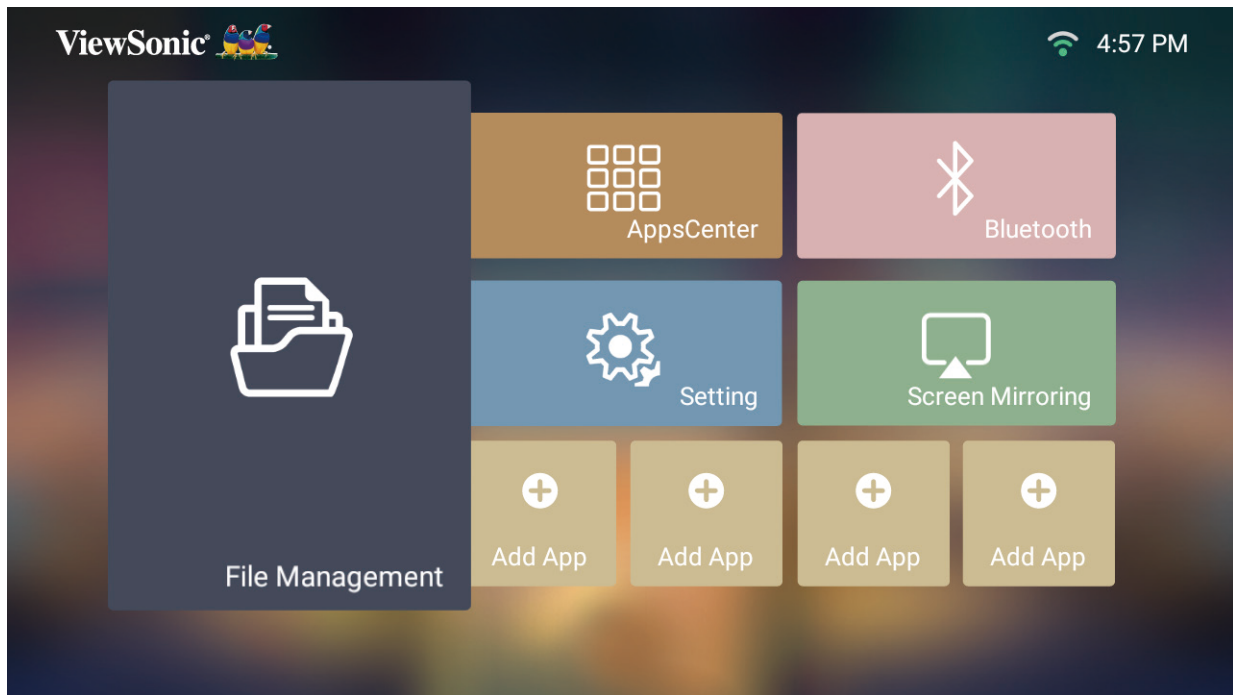 ViewSonic®
4:57 PM
AppsCenter
Bluetooth
Setting
Screen Mirroring
Add App
Add App
Add App
Add App
File Management